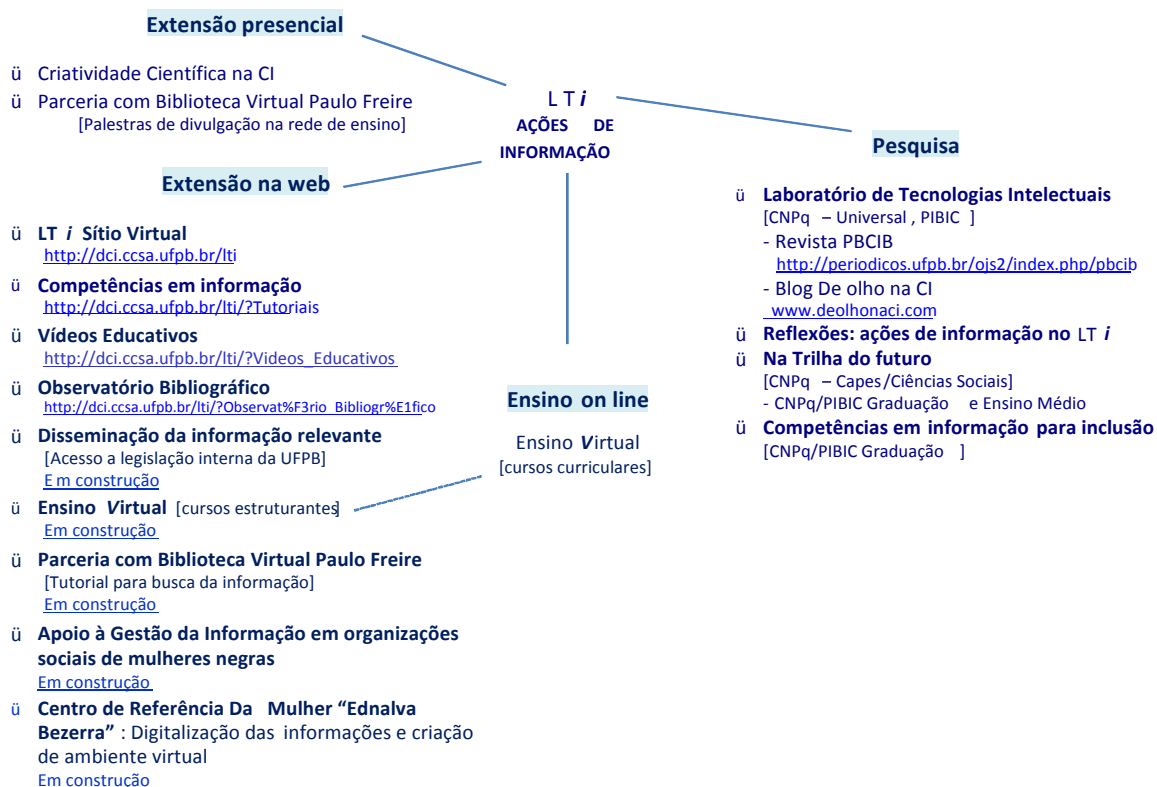 Extensão presencial
ü Criatividade Científica na CI
ü Parceria com Biblioteca Virtual Paulo Freire
[Palestras de divulgação na rede de ensino]
L T i
AÇÕES DE
INFORMAÇÃO
Extensão na web
ü LT i Sítio Virtual
http://dci.ccsa.ufpb.br/lti
ü Competências em informação
http://dci.ccsa.ufpb.br/lti/?Tutoriais
ü Vídeos Educativos
http://dci.ccsa.ufpb.br/lti/?Videos_Educativos
ü Observatório Bibliográfico
http://dci.ccsa.ufpb.br/lti/?Observat%F3rio_Bibliogr%E1fico
ü Disseminação da informação relevante
[Acesso a legislação interna da UFPB]
E m construção
ü Ensino Virtual [cursos estruturantes]
Em construção
ü Parceria com Biblioteca Virtual Paulo Freire
[Tutorial para busca da informação]
Em construção
ü Apoio à Gestão da Informação em organizações
sociais de mulheres negras
Em construção
ü Centro de Referência Da Mulher “Ednalva
Bezerra” : Digitalização das informações e criação
de ambiente virtual
Em construção
Ensino on line
Ensino Virtual
[cursos curriculares]
Pesquisa
ü Laboratório de Tecnologias Intelectuais
[CNPq – Universal , PIBIC ]
- Revista PBCIB
http://periodicos.ufpb.br/ojs2/index.php/pbcib
- Blog De olho na CI
www.deolhonaci.com
ü Reflexões: ações de informação no LT i
ü Na Trilha do futuro
[CNPq – Capes/Ciências Sociais]
- CNPq/PIBIC Graduação e Ensino Médio
ü Competências em informação para inclusão
[CNPq/PIBIC Graduação ]